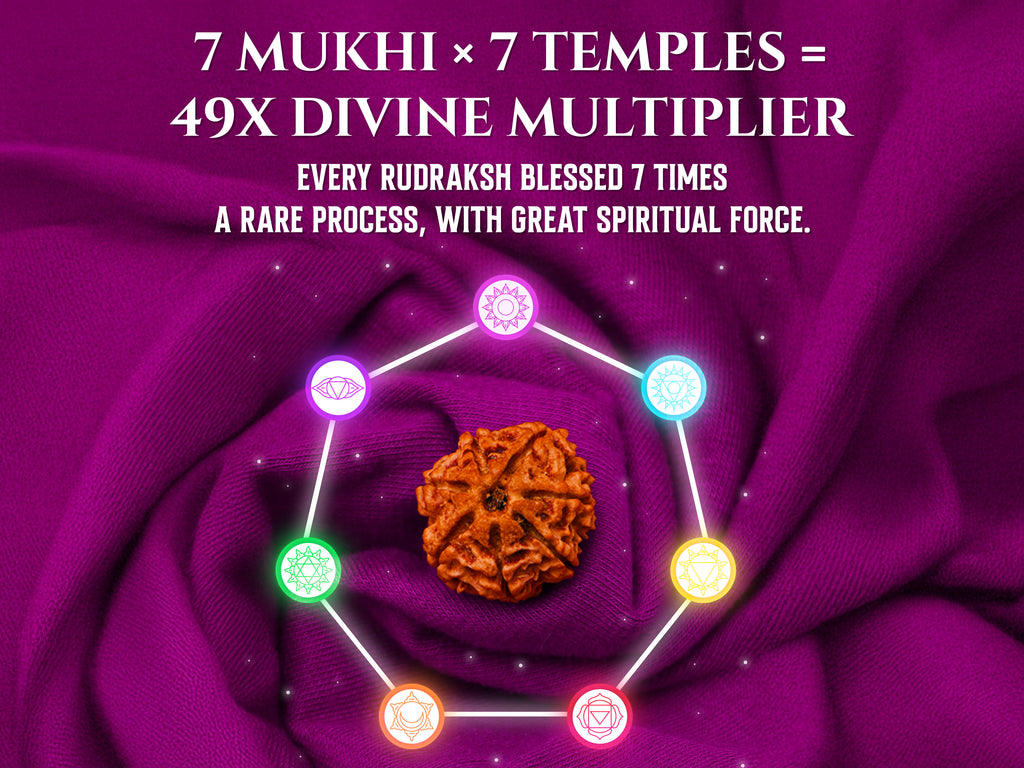 7 MUKHI × 7 TEMPLES =
49X DIVINE MULTIPLIER
EVERY RUDRAKSH BLESSED 7 TIMES
A RARE PROCESS, WITH GREAT SPIRITUAL FORCE.